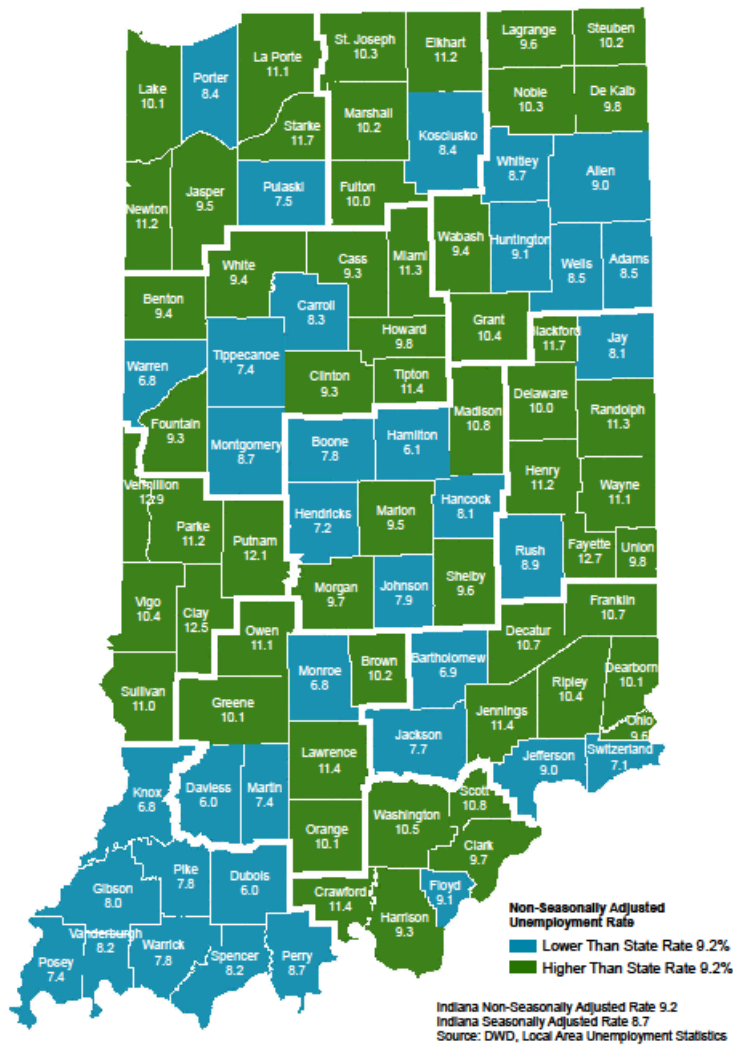 Lake
10.1
Porter
8.4
La Porte
11.1
St. Joseph
10.3
Elkhart
11.2
Lagrange
9.6
Steuben
10.2
Noble
10.3
De Kalb
9.8
Starke
11.7
Marshall
10.2
Kosciusko
8.4
Whitley
8.7
Allen
9.0
Newton
11.2
Jasper
9.5
Pulaski
7.5
Fulton
10.0
Wabash
9.4
Huntington
9.1
Wells
8.5
Adams
8.5
White
9.4
Cass
9.3
Miami
11.3
Benton
9.4
Carroll
8.3
Howard
9.8
Grant
10.4
Blackford
11.7
Jay
8.1
Warren
6.8
Tippecanoe
7.4
Clinton
9.3
Tipton
11.4
Madison
10.8
Delaware
10.0
Randolph
11.3
Fountain
9.3
Montgomery
8.7
Boone
7.8
Hamilton
6.1
Henry
11.2
Wayne
11.1
Vermillion
12.9
Parke
11.2
Putnam
12.1
Hendricks
7.2
Marion
9.5
Hancock
8.1
Rush
8.9
Fayette
12.7
Union
9.8
Vigo
10.4
Clay
12.5
Morgan
9.7
Johnson
7.9
Shelby
9.6
Franklin
10.7
Owen
11.1
Monroe
6.8
Brown
10.2
Bartholomew
6.9
Decatur
10.7
Ripley
10.4
Dearborn
10.1
Sullivan
11.0
Greene
10.1
Jackson
7.7
Jennings
11.4
Ohio
9.6
Knox
6.8
Daviess
6.0
Martin
7.4
Lawrence
11.4
Jefferson
9.0
Switzerland
7.1
Orange
10.1
Washington
10.5
Scott
10.8
Clark
9.7
Gibson
8.0
Pike
7.8
Dubois
6.0
Crawford
11.4
Harrison
9.3
Floyd
9.1
Posey
7.4
Vanderburgh
8.2
Warrick
7.8
Spencer
8.2
Perry
8.7
Non-Seasonally Adjusted
Unemployment Rate
Lower Than State Rate 9.2%
Higher Than State Rate 9.2%
Indiana Non-Seasonally Adjusted Rate 9.2
Indiana Seasonally Adjusted Rate 8.7
Source: DWD, Local Area Unemployment Statistics